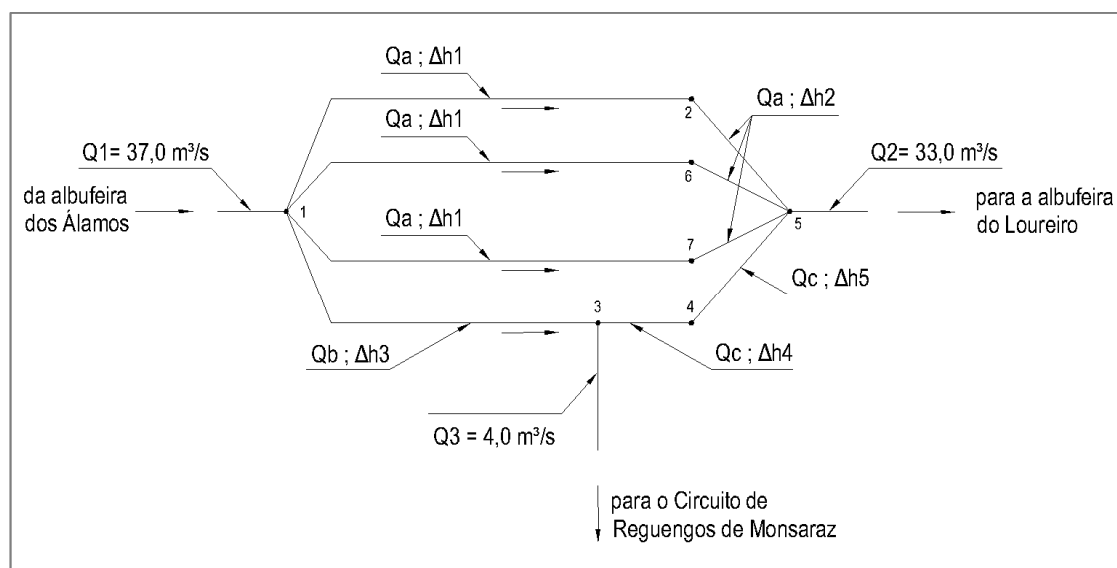 Qa ; Δh1
Qa ; Δh2
2
Qa ; Δh1
Q1= 37,0 m³/s
Q2= 33,0 m³/s
6
da albufeira
dos Álamos
1
5
para a albufeira
do Loureiro
Qa ; Δh1
7
Qc ; Δh5
3
4
Qb ; Δh3
Qc ; Δh4
Q3 = 4,0 m³/s
para o Circuito de
Reguengos de Monsaraz